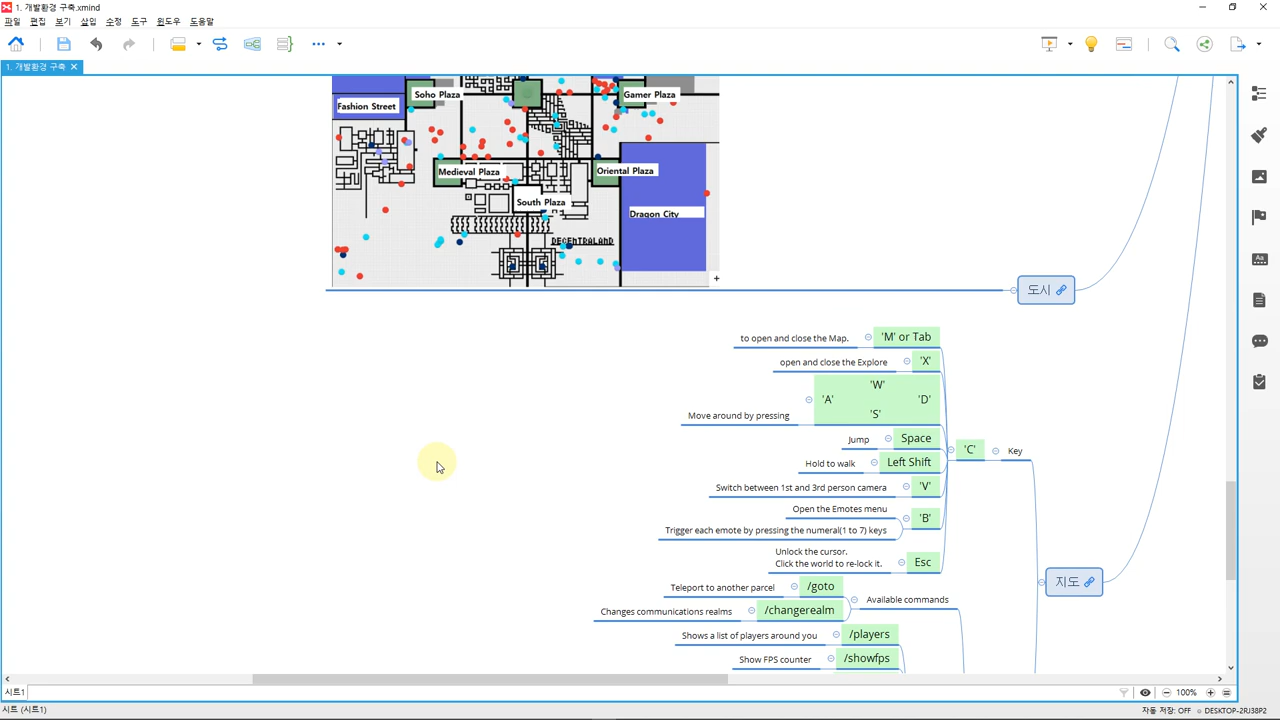 1. 개발환경 구축.xmind
파일 편집 보기 삽입 수정 도구 윈도우 도움말
1. 개발환경 구축
Soho Plaza
Gamer Plaza
Fashion Street
Medieval Plaza
Oriental Plaza
South Plaza
Dragon City
DECENTRALAND
도시
to open and close the Map.
'M' or Tab
open and close the Explore
'X'
'W'
'A'
'D'
'S'
Move around by pressing
Jump
Space
'C'
Key
Hold to walk
Left Shift
Switch between 1st and 3rd person camera
'V'
Open the Emotes menu
'B'
Trigger each emote by pressing the numeral(1 to 7) keys
Unlock the cursor.
Click the world to re-lock it.
Esc
지도
Teleport to another parcel
/goto
Available commands
Changes communications realms
/changerealm
Shows a list of players around you
/players
Show FPS counter
/showfps
시트1
100%
시트 (시트1)
자동 저장: OFF
DESKTOP-2RJ38P2